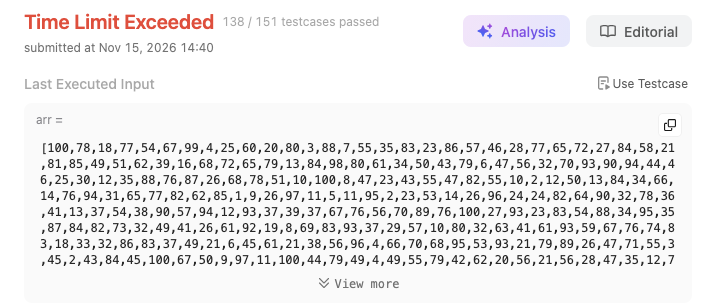 Time Limit Exceeded 138 / 151 testcases passed
submitted at Nov 15, 2026 14:40
Analysis
Editorial
Last Executed Input
Use Testcase
arr =
[100,78,18,77,54,67,99,4,25,60,20,80,3,88,7,55,35,83,23,86,57,46,28,77,65,72,27,84,58,21
,81,85,49,51,62,39,16,68,72,65,79,13,84,98,80,61,34,50,43,79,6,47,56,32,70,93,90,94,44,4
6,25,30,12,35,88,76,87,26,68,78,51,10,100,8,47,23,43,55,47,82,55,10,2,12,50,13,84,34,66,
14,76,94,31,65,77,82,62,85,1,9,26,97,11,5,11,95,2,23,53,14,26,96,24,24,82,64,90,32,78,36
,41,13,37,54,38,90,57,94,12,93,37,39,37,67,76,56,70,89,76,100,27,93,23,83,54,88,34,95,35
,87,84,82,73,32,49,41,26,61,92,19,8,69,83,93,37,29,57,10,80,32,63,41,61,93,59,67,76,74,8
3,18,33,32,86,83,37,49,21,6,45,61,21,38,56,96,4,66,70,68,95,53,93,21,79,89,26,47,71,55,3
,45,2,43,84,45,100,67,50,9,97,11,100,44,79,49,4,49,55,79,42,62,20,56,21,56,28,47,35,12,7
View more